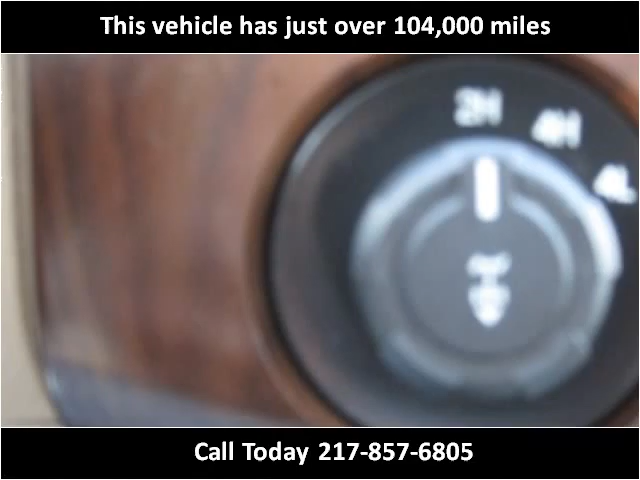 This vehicle has just over 104,000 miles
2H
4H
4L
Call Today 217-857-6805